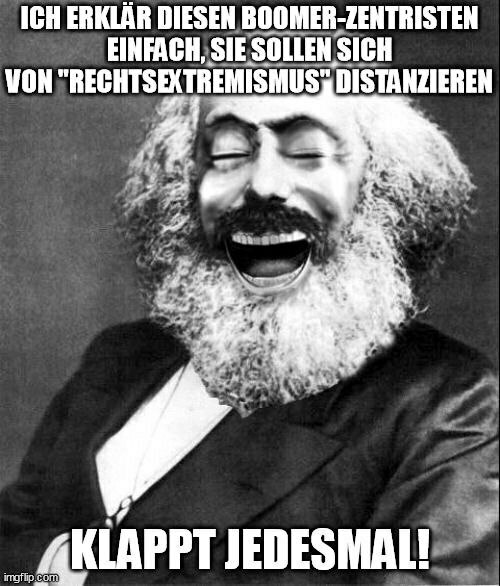 ICH ERKLÄR DIESEN BOOMER-ZENTRISTEN
EINFACH, SIE SOLLEN SICH
VON "RECHTSEXTREMISMUS" DISTANZIEREN
KLAPPT JEDESMAL!
imgflip.com